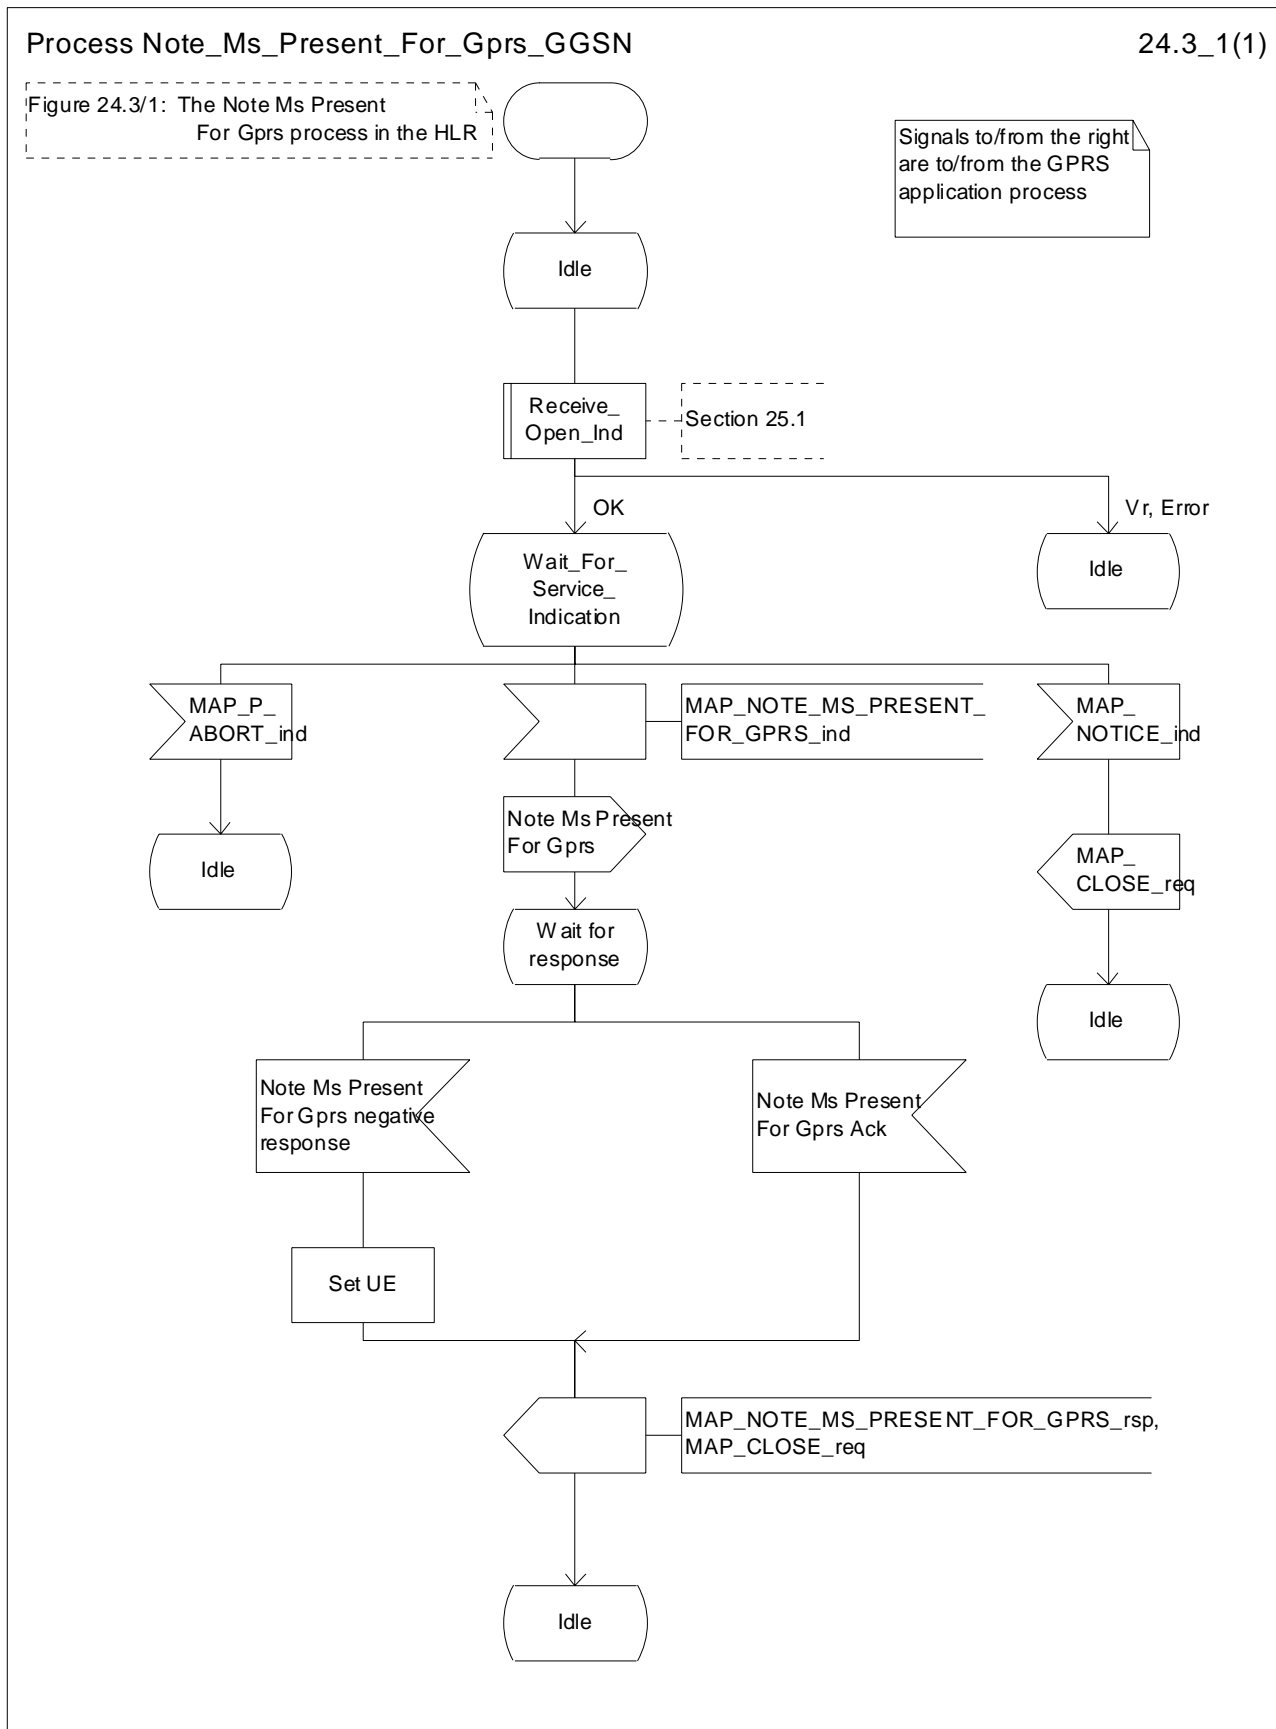 Process Note_Ms_Present_For_Gprs_GGSN
24.3_1(1)
Figure 24.3/1: The Note Ms Present
For Gprs process in the HLR
Signals to/from the right
are to/from the GPRS
application process
Idle
Receive_
Open_Ind
Section 25.1
OK
Vr, Error
Wait_For_
Service_
Indication
Idle
MAP_P_
ABORT_ind
MAP_NOTE_MS_PRESENT_
FOR_GPRS_ind
MAP_
NOTICE_ind
Note Ms Present
For Gprs
Idle
MAP_
CLOSE_req
Wait for
response
Idle
Note Ms Present
For Gprs negative
response
Note Ms Present
For Gprs Ack
Set UE
MAP_NOTE_MS_PRESENT_FOR_GPRS_rsp,
MAP_CLOSE_req
Idle